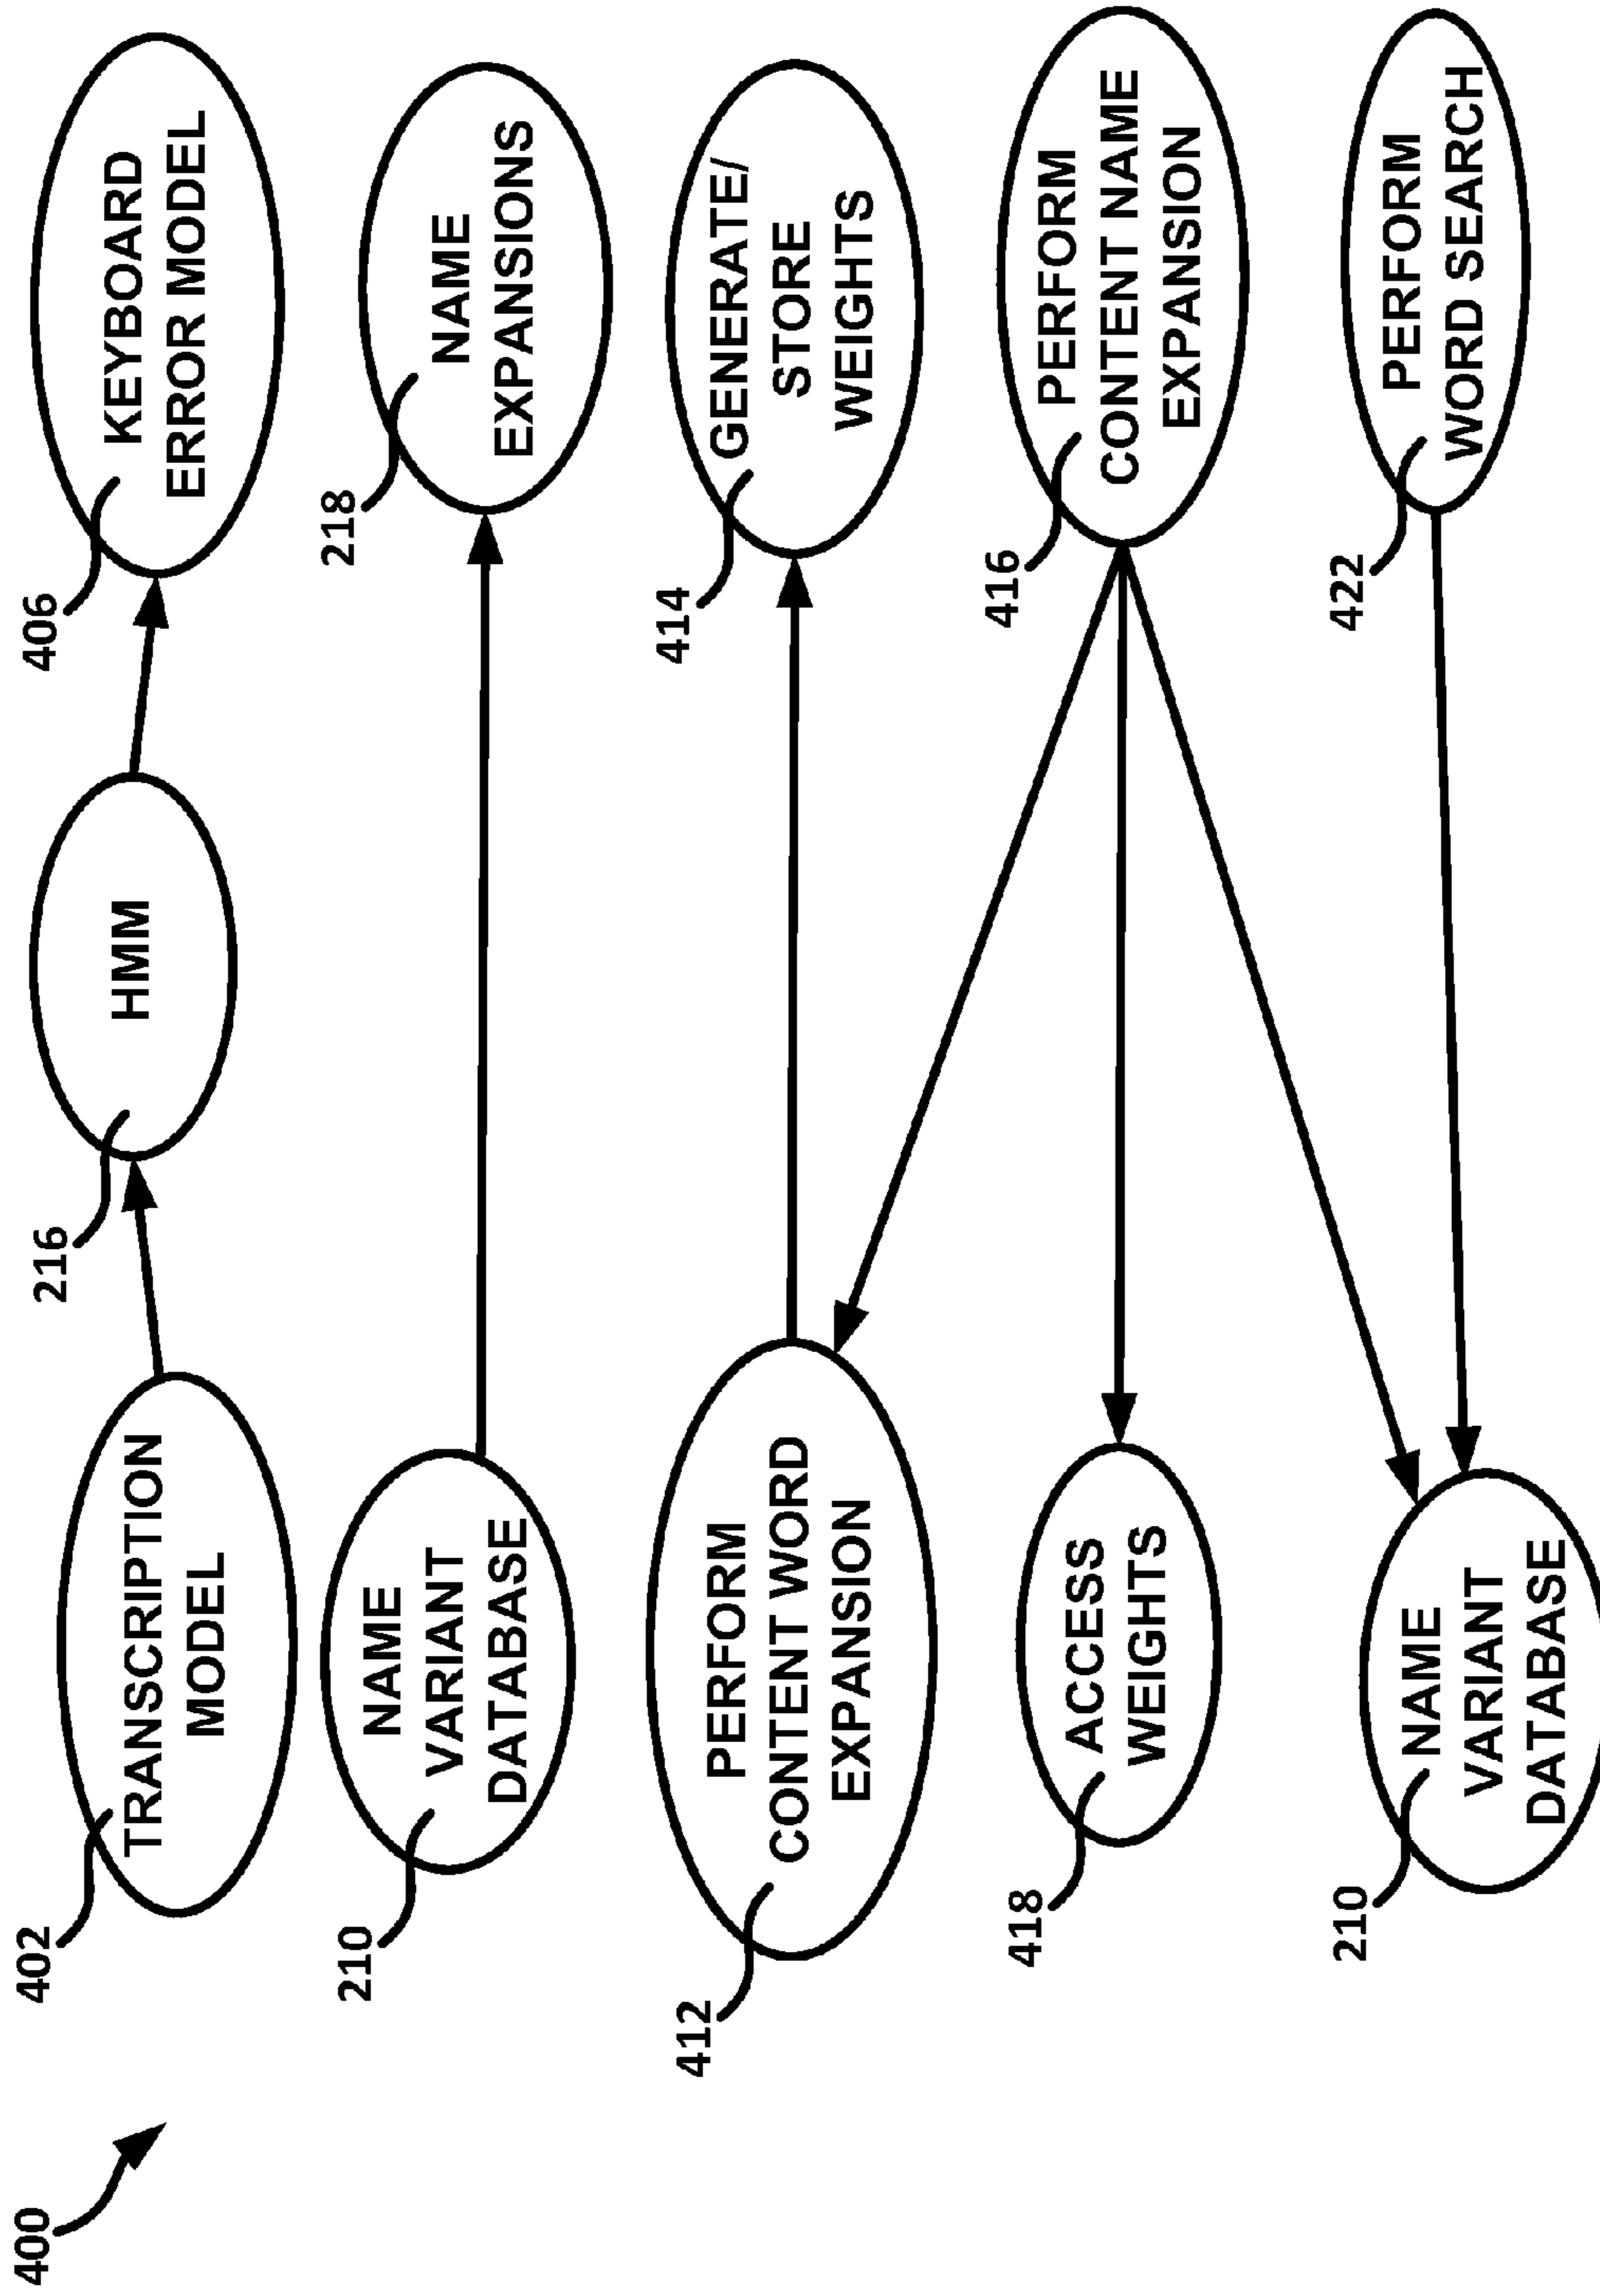 400
402
TRANSCRIPTION
MODEL
216
HMM
406
KEYBOARD
ERROR MODEL
210
NAME
VARIANT
DATABASE
218
NAME
EXPANSIONS
412
PERFORM
CONTENT WORD
EXPANSION
414
GENERATE/
STORE
WEIGHTS
418
ACCESS
WEIGHTS
416
PERFORM
CONTENT NAME
EXPANSION
210
NAME
VARIANT
DATABASE
422
PERFORM
WORD SEARCH